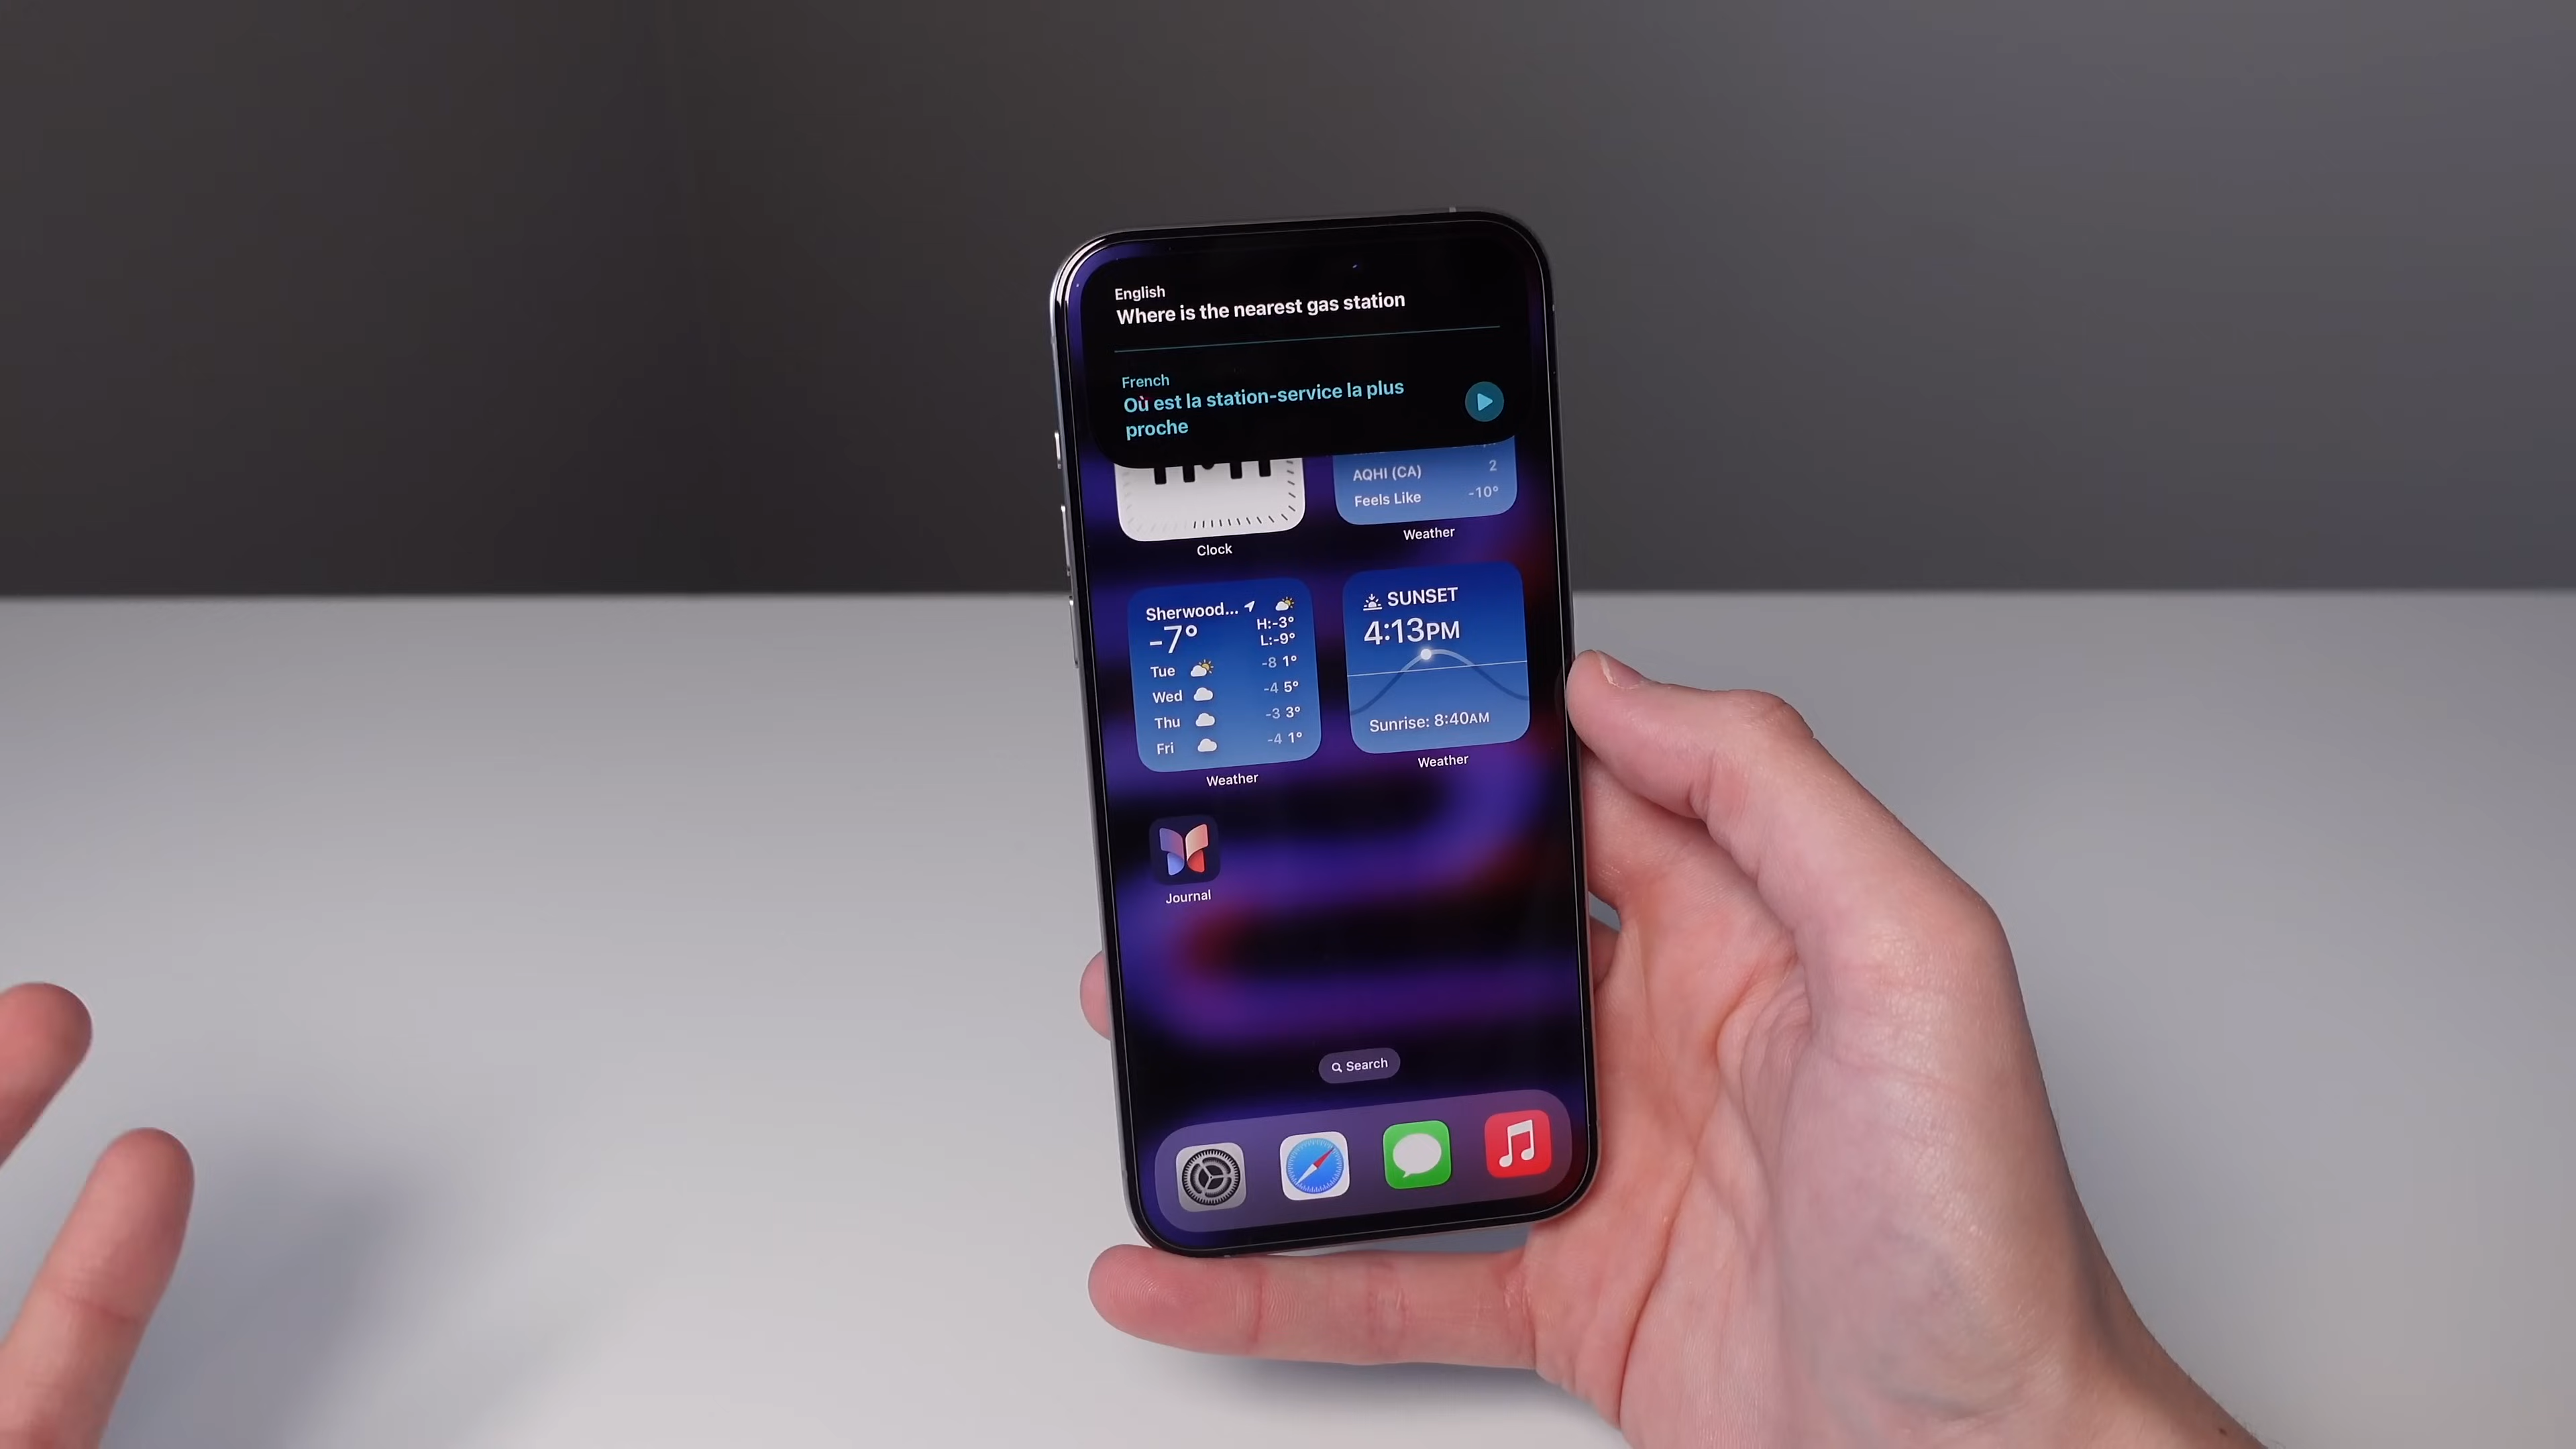 English
Where is the nearest gas station
French
Où est la station-service la plus
proche
AQHI (CA) 2
Feels Like -10°
Clock
Weather
Sherwood...
-7°
H:-3°
L:-9°
Tue -8 1°
Wed -4 5°
Thu -3 3°
Fri -4 1°
Weather
SUNSET
4:13PM
Sunrise: 8:40AM
Weather
Journal
Search